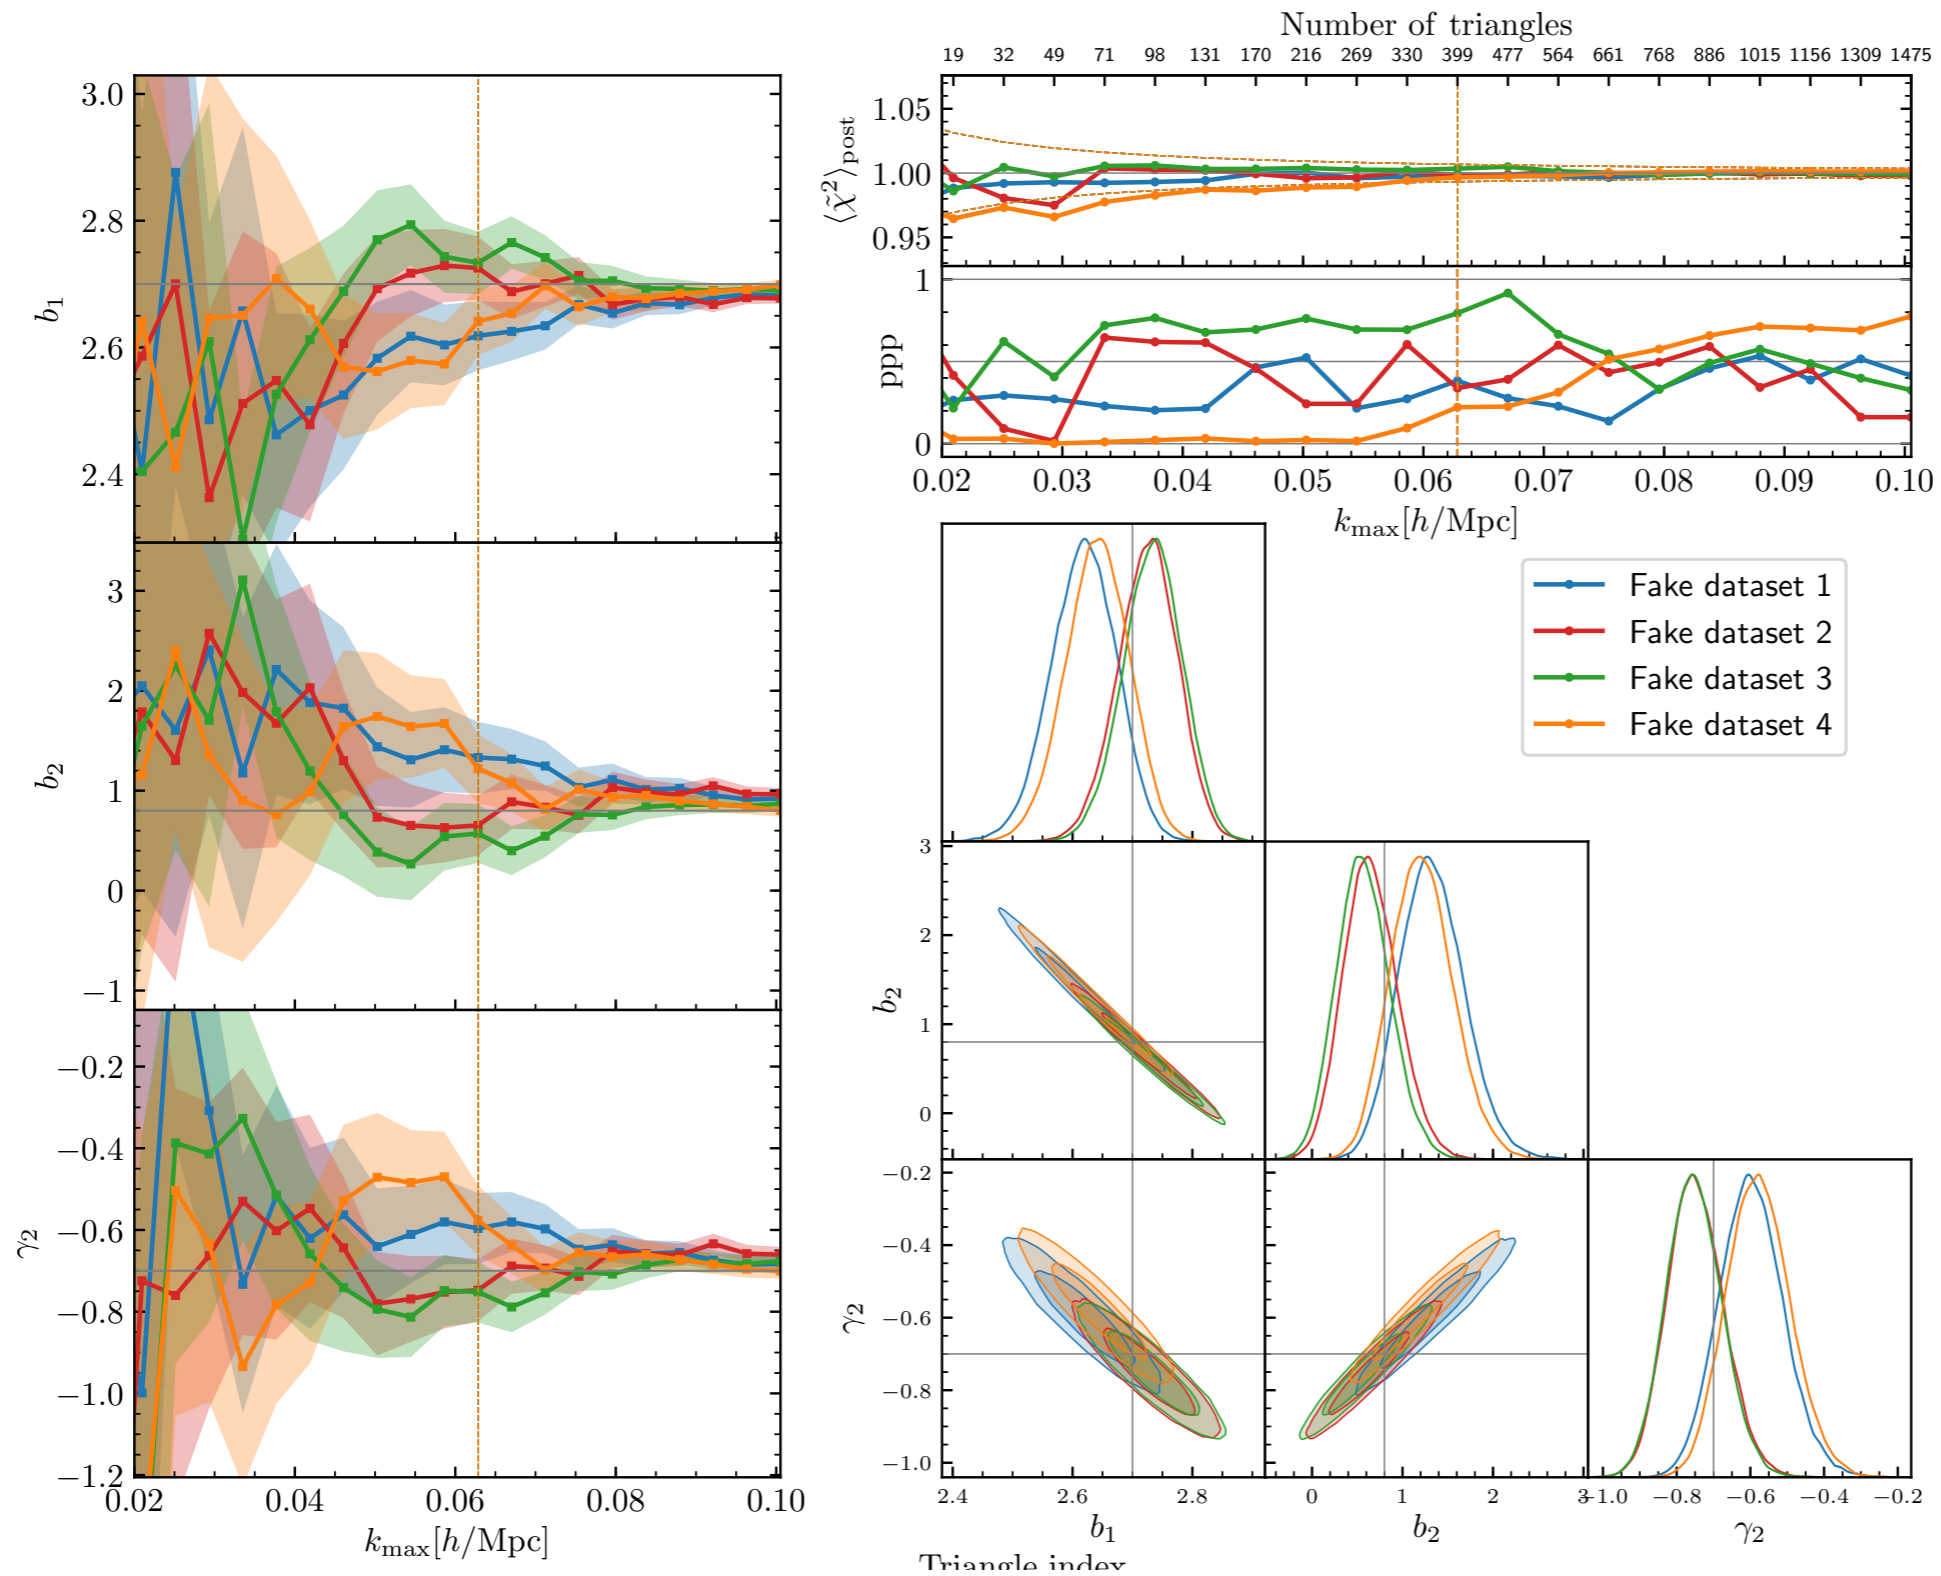 Number of triangles
19 32 49 71 98 131 170 216 269 330 399 477 564 661 768 886 1015 1156 1309 1475
3.0
2.8
2.6
2.4
b₁
3
2
1
0
−1
b₂
−0.2
−0.4
−0.6
−0.8
−1.0
−1.2
γ₂
0.02 0.04 0.06 0.08 0.10
k_max[h/Mpc]
1.05
1.00
0.95
⟨χ̃²⟩_post
1
0
ppp
0.02 0.03 0.04 0.05 0.06 0.07 0.08 0.09 0.10
k_max[h/Mpc]
Fake dataset 1
Fake dataset 2
Fake dataset 3
Fake dataset 4
3
2
1
0
b₂
−0.2
−0.4
−0.6
−0.8
−1.0
γ₂
2.4 2.6 2.8
0 1 2 3
−1.0 −0.8 −0.6 −0.4 −0.2
b₁
b₂
γ₂
Triangle index